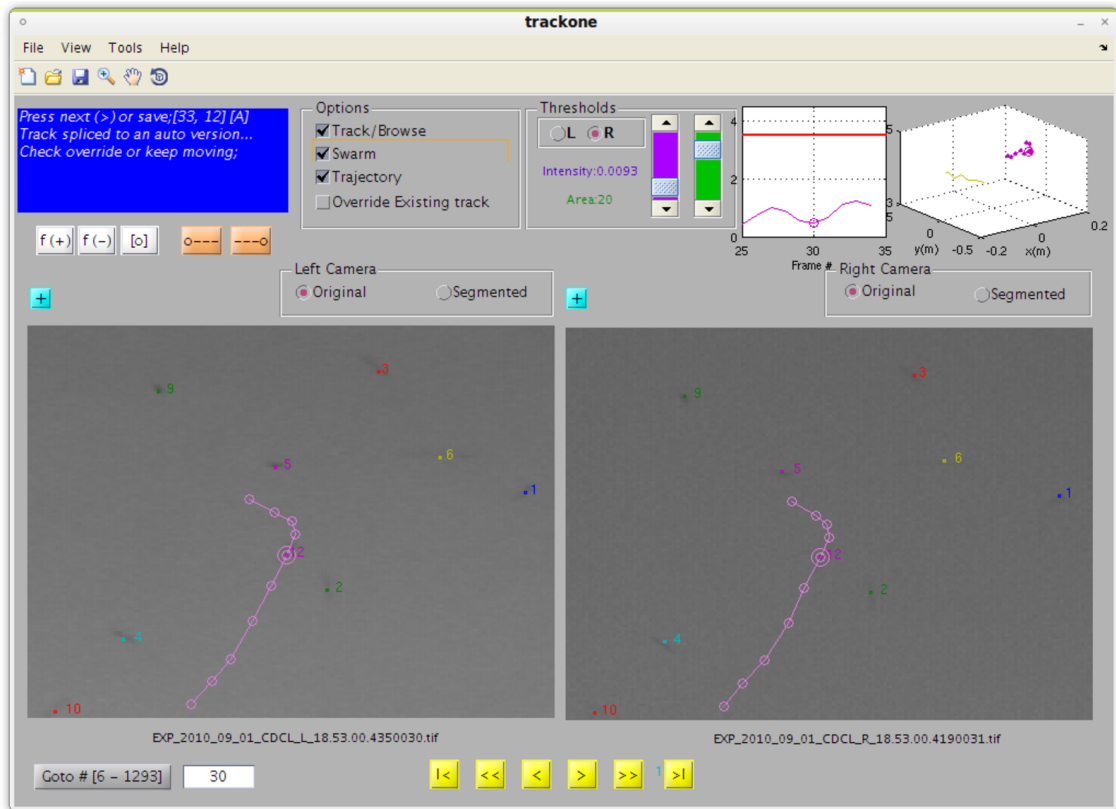 trackone
File View Tools Help
Press next (>) or save;[33, 12] [A]
Track spliced to an auto version...
Check override or keep moving;
Options
Track/Browse
Swarm
Trajectory
Override Existing track
Thresholds
L R
Intensity:0.0093
Area:20
4
2
0
25 30 35
Frame #
5
3
5
0
-0.5
y(m)
-0.2
0
0.2
x(m)
f(+) f(-) [o] o--- ---o
Left Camera
Original Segmented
Right Camera
Original Segmented
+
+
3
9
6
5
1
12
2
4
10
3
9
6
5
1
12
2
4
10
EXP_2010_09_01_CDCL_L_18.53.00.4350030.tif
EXP_2010_09_01_CDCL_R_18.53.00.4190031.tif
Goto # [6 - 1293] 30 |< << < > >> 1 >|